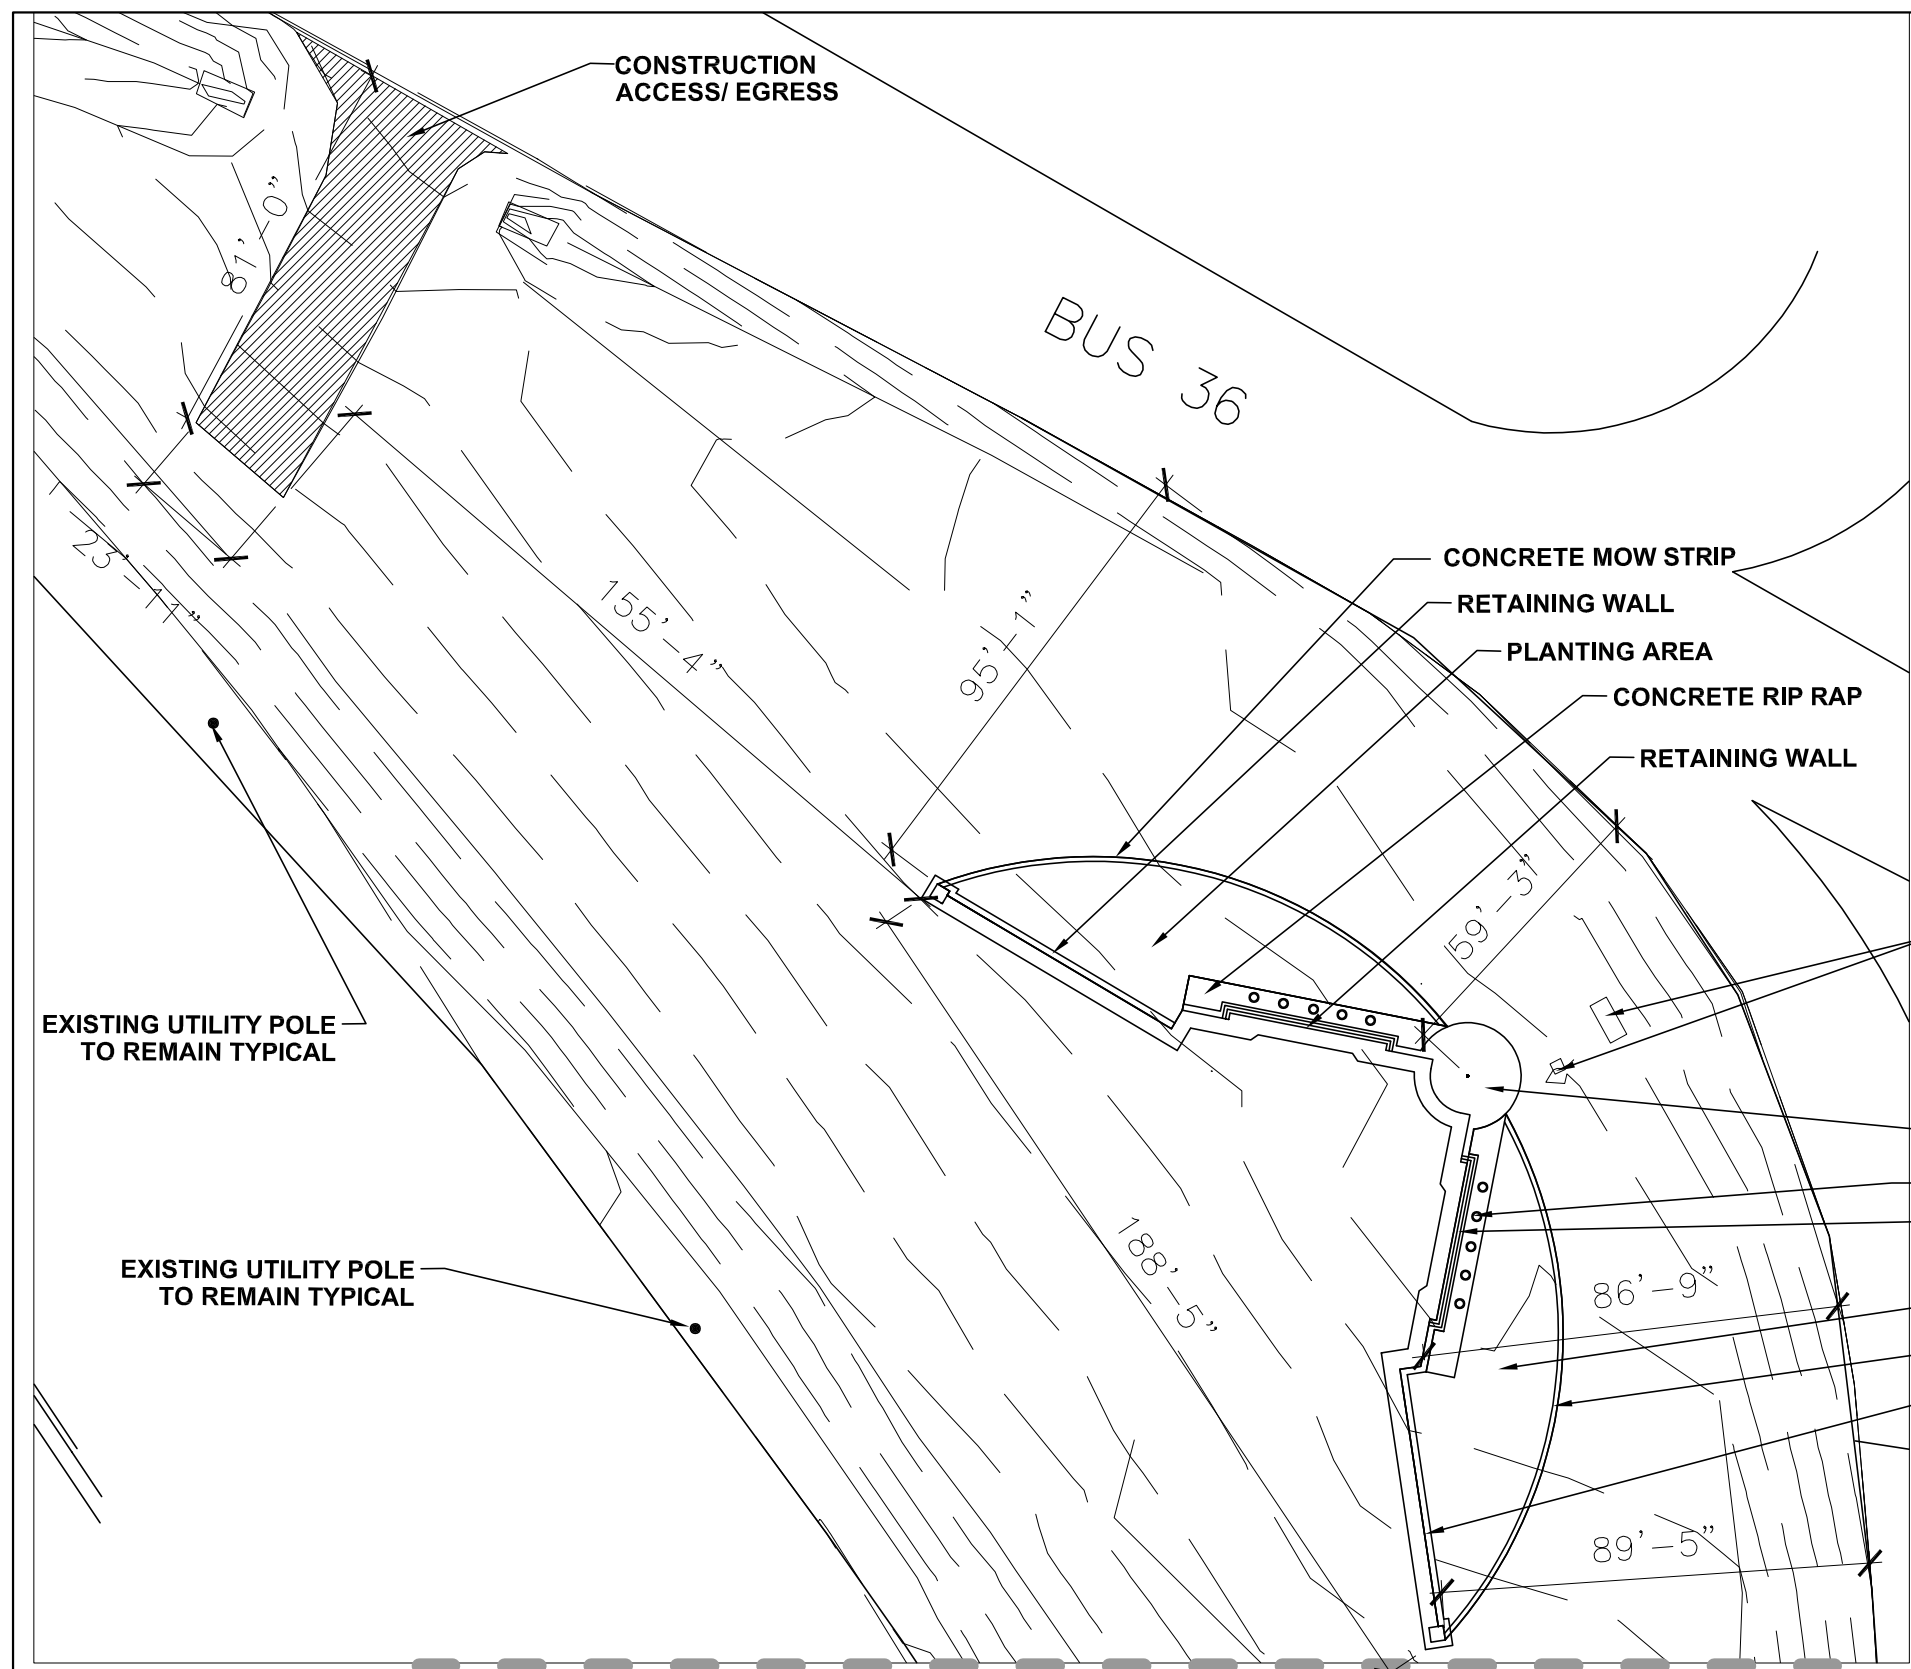 CONSTRUCTION
ACCESS/ EGRESS
81'-0"
BUS 36
23'-11"
155'-4"
95'-1"
CONCRETE MOW STRIP
RETAINING WALL
PLANTING AREA
CONCRETE RIP RAP
RETAINING WALL
59'-3"
EXISTING UTILITY POLE
TO REMAIN TYPICAL
EXISTING UTILITY POLE
TO REMAIN TYPICAL
188'-5"
86'-9"
89'-5"